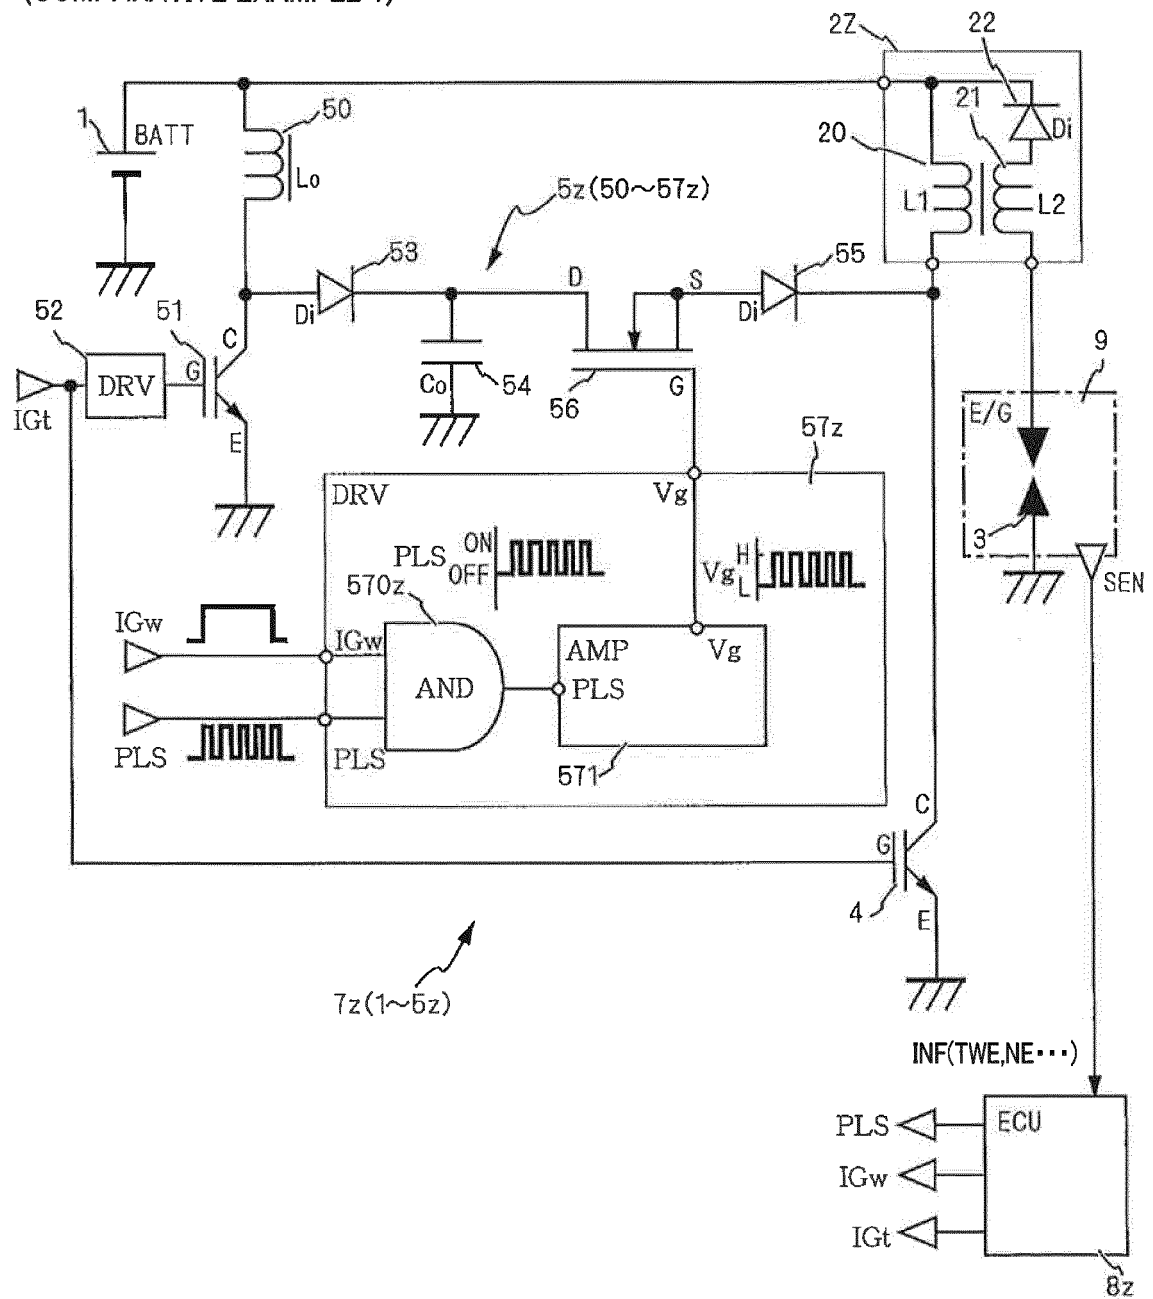 2Z
22
1
BATT
50
Lo
20
21
Di
L1
L2
5z(50～57z)
53
55
D
S
Di
Di
52
51
C
G
DRV
IGt
E
Co
54
56
G
9
E/G
3
SEN
57z
DRV
Vg
PLS
ON
OFF
Vg
H
L
570z
IGw
IGw
AND
AMP
Vg
PLS
PLS
PLS
571
C
G
4
E
7z(1～5z)
INF(TWE,NE･･･)
ECU
PLS
IGw
IGt
8z